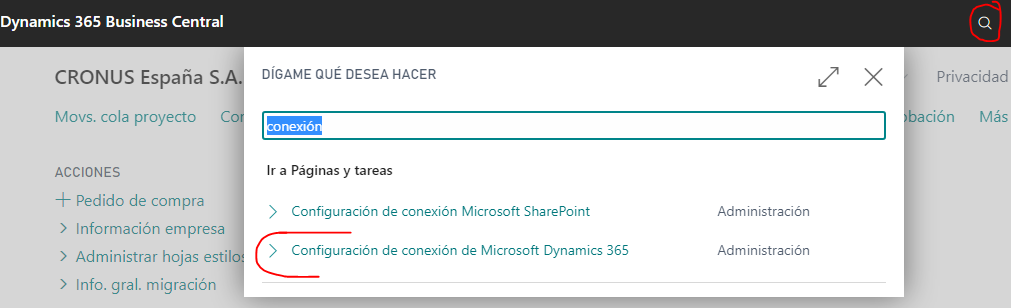 Dynamics 365 Business Central
CRONUS España S.A.
Privacidad
DÍGAME QUÉ DESEA HACER
Movs. cola proyecto
Más
conexión
Ir a Páginas y tareas
ACCIONES
Pedido de compra
Configuración de conexión Microsoft SharePoint Administración
Información empresa
Configuración de conexión de Microsoft Dynamics 365 Administración
Administrar hojas estilos
Info. gral. migración